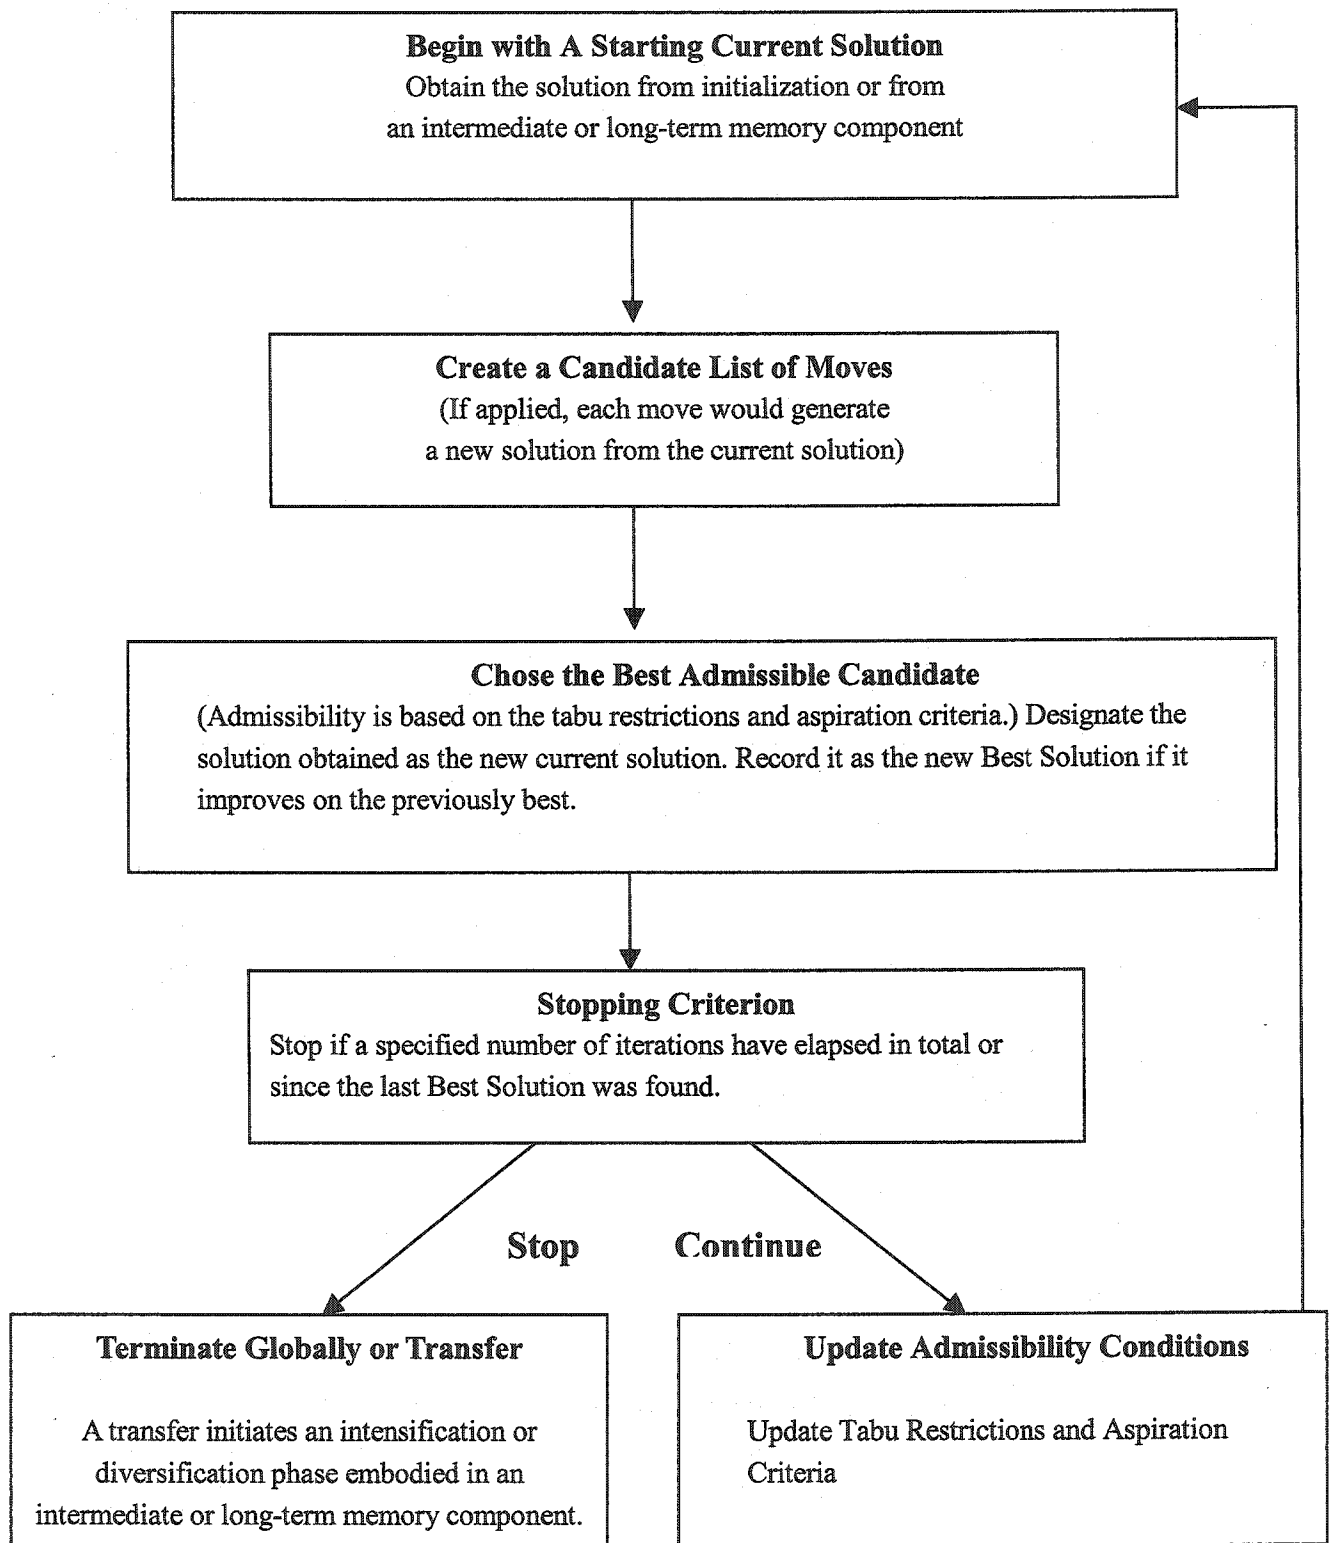 Begin with A Starting Current Solution
Obtain the solution from initialization or from
an intermediate or long-term memory component
Create a Candidate List of Moves
(If applied, each move would generate
a new solution from the current solution)
Chose the Best Admissible Candidate
(Admissibility is based on the tabu restrictions and aspiration criteria.) Designate the
solution obtained as the new current solution. Record it as the new Best Solution if it
improves on the previously best.
Stopping Criterion
Stop if a specified number of iterations have elapsed in total or
since the last Best Solution was found.
Stop
Continue
Terminate Globally or Transfer
A transfer initiates an intensification or
diversification phase embodied in an
intermediate or long-term memory component.
Update Admissibility Conditions
Update Tabu Restrictions and Aspiration
Criteria